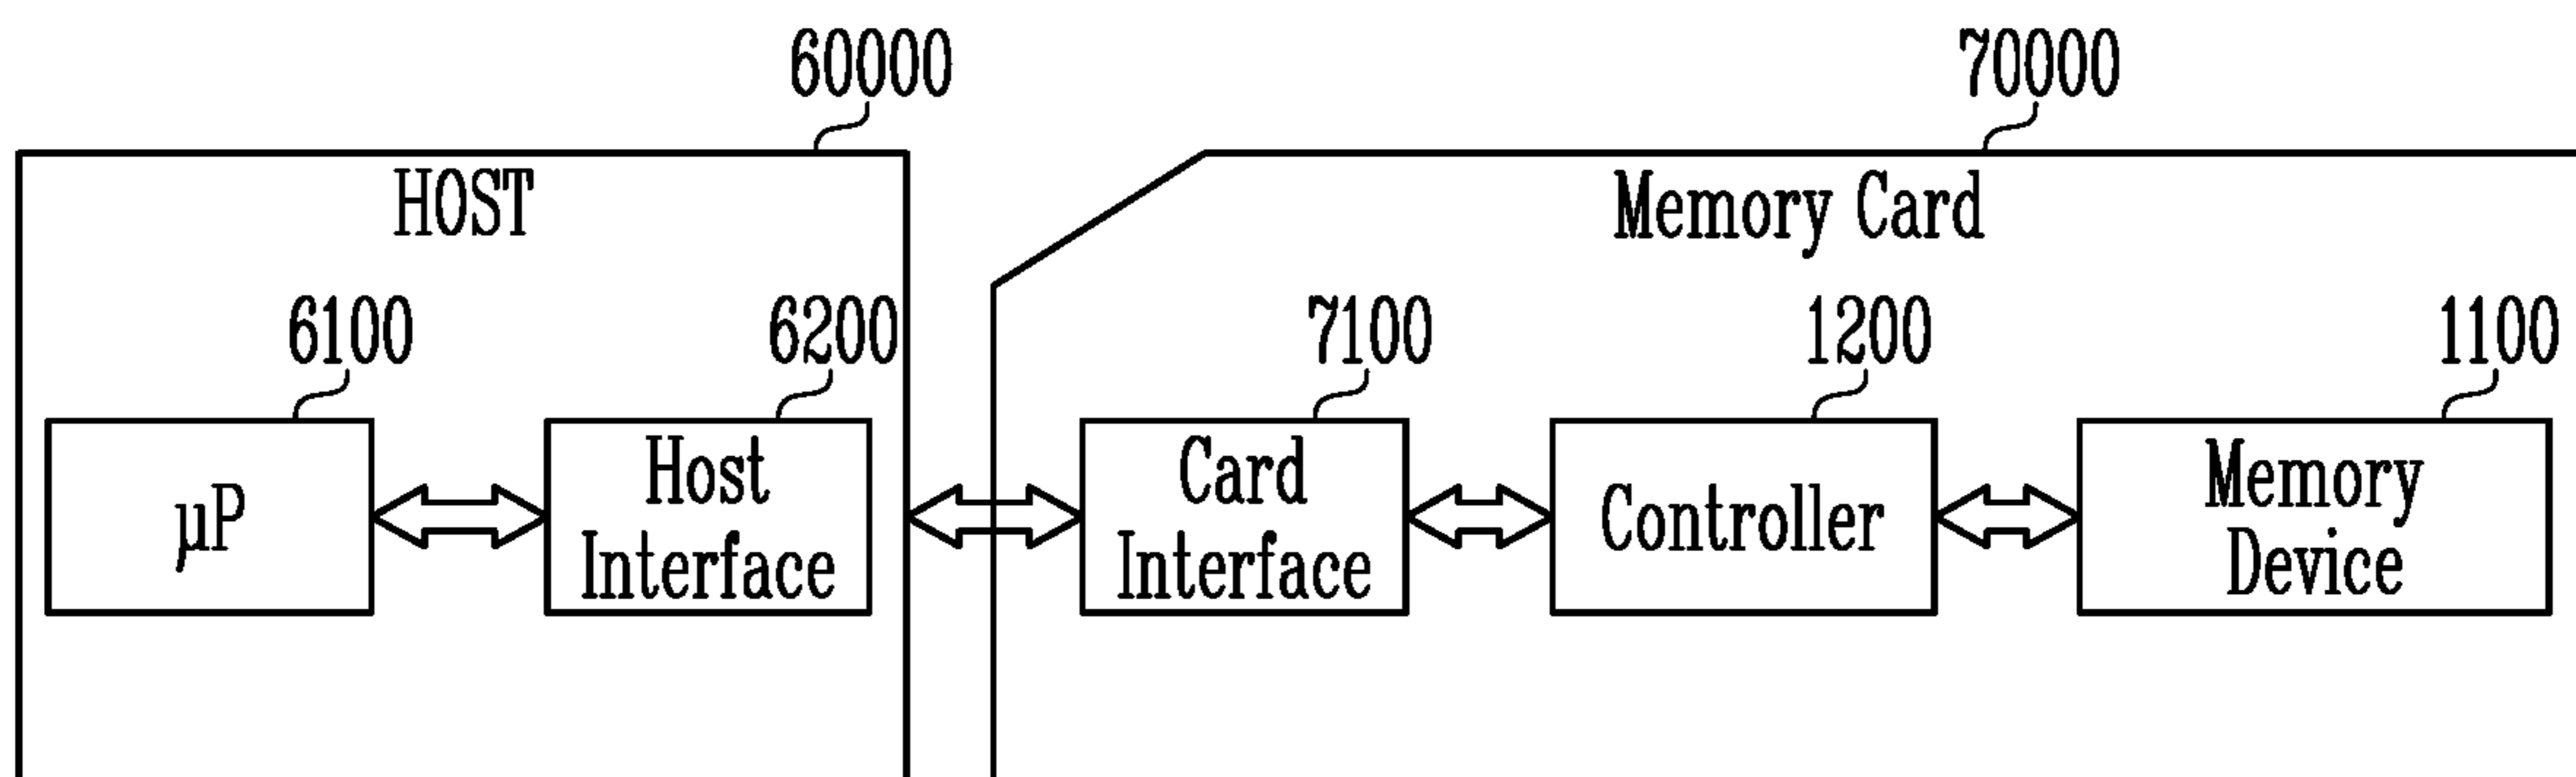 60000
70000
HOST
Memory Card
6100
6200
7100
1200
1100
μP
Host
Interface
Card
Interface
Controller
Memory
Device